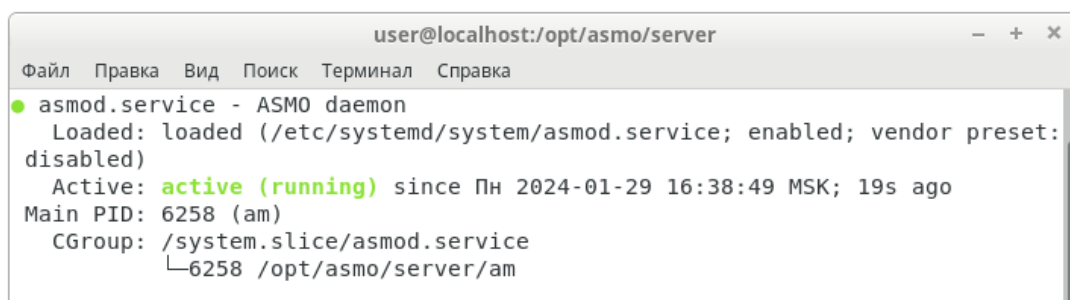 user@localhost:/opt/asmo/server
Файл Правка Вид Поиск Терминал Справка
● asmod.service - ASMO daemon
Loaded: loaded (/etc/systemd/system/asmod.service; enabled; vendor preset:
disabled)
Active: active (running) since Пн 2024-01-29 16:38:49 MSK; 19s ago
Main PID: 6258 (am)
CGroup: /system.slice/asmod.service
└─6258 /opt/asmo/server/am